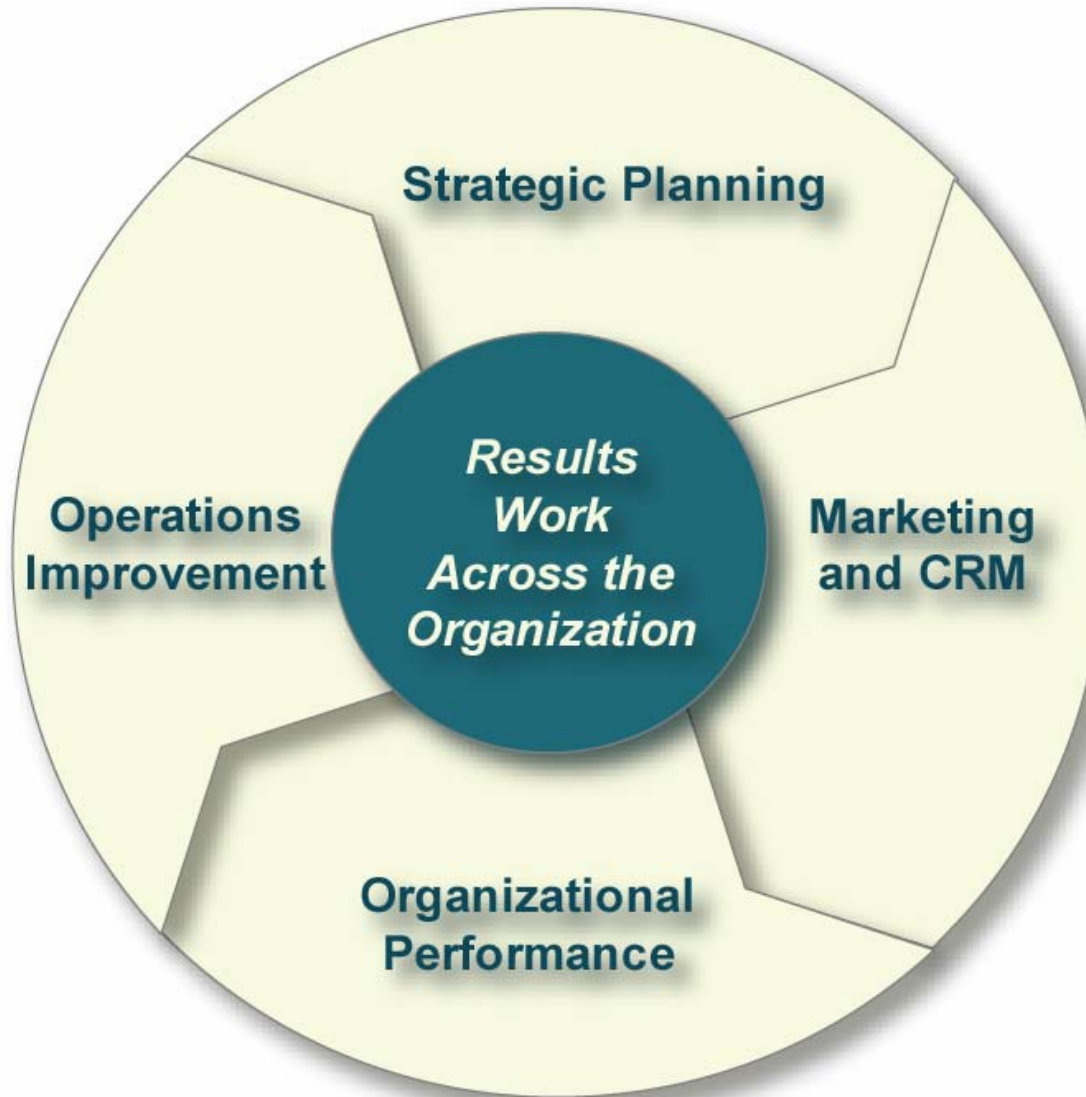 Strategic Planning
Results
Work
Across the
Organization
Operations
Improvement
Marketing
and CRM
Organizational
Performance